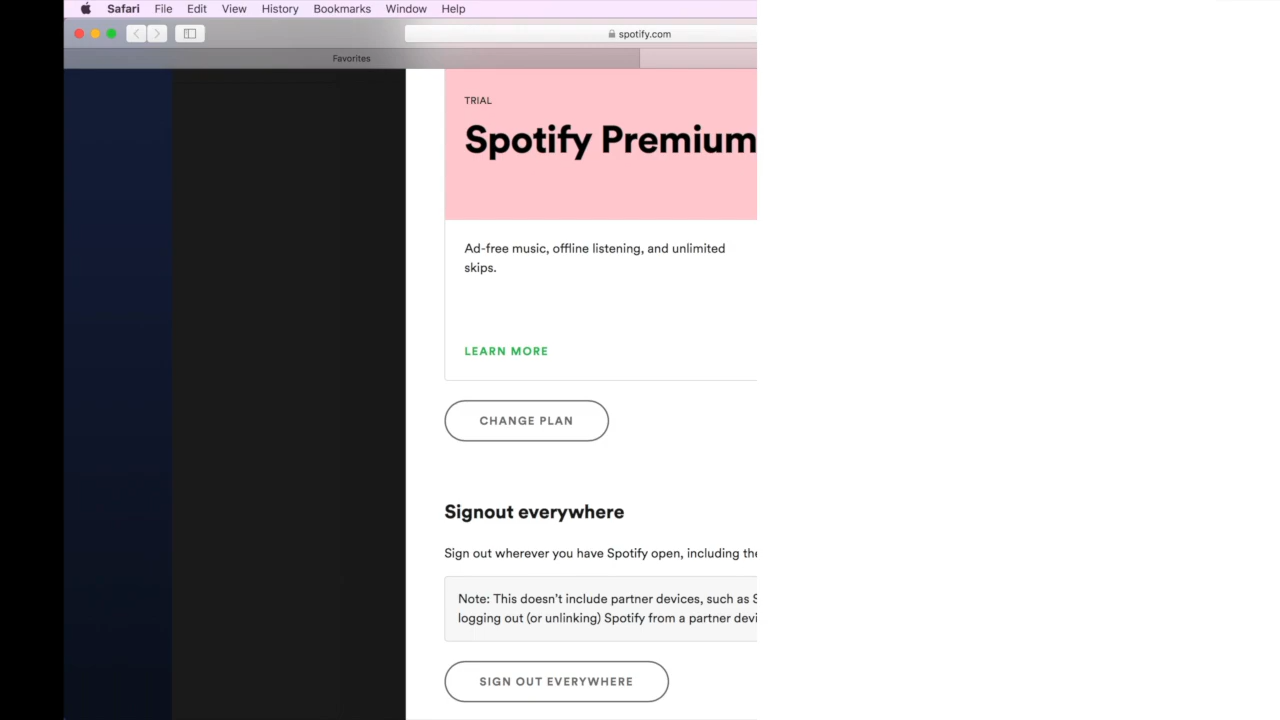 Safari File Edit View History Bookmarks Window Help
spotify.com
Favorites
TRIAL
Spotify Premium
Ad-free music, offline listening, and unlimited
skips.
LEARN MORE
CHANGE PLAN
Signout everywhere
Sign out wherever you have Spotify open, including
Note: This doesn't include partner devices, such as
logging out (or unlinking) Spotify from a partner
SIGN OUT EVERYWHERE